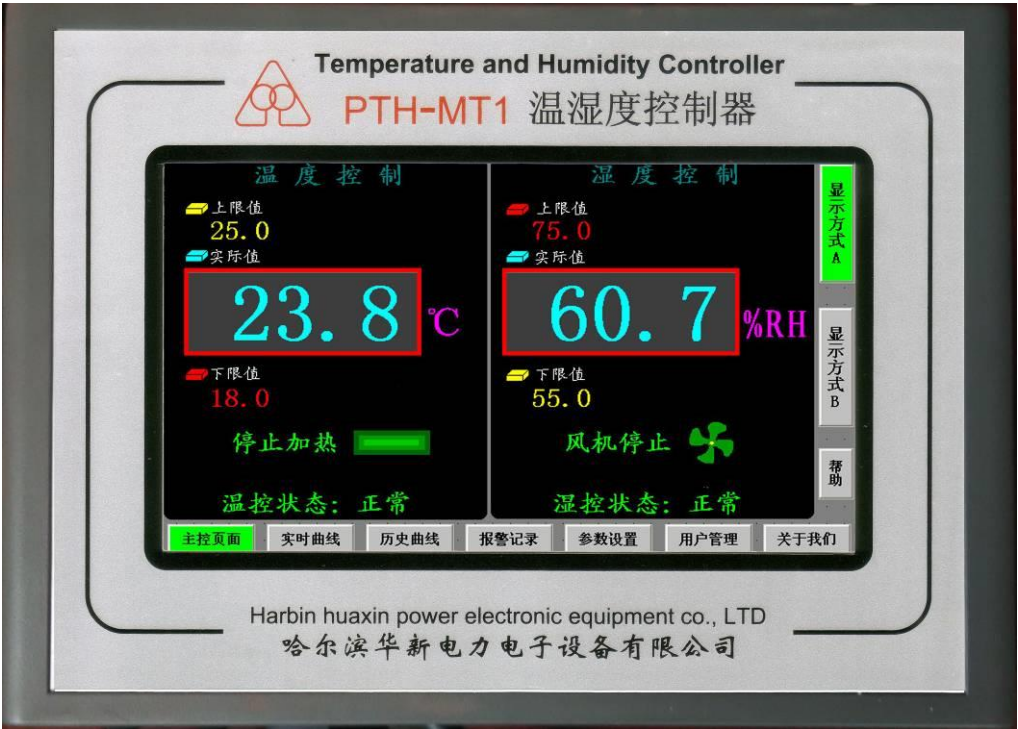 Temperature and Humidity Controller
PTH-MT1 温湿度控制器
温度控制
上限值
25.0
实际值
23.8 ℃
下限值
18.0
停止加热
温控状态: 正常
湿度控制
上限值
75.0
实际值
60.7 %RH
下限值
55.0
风机停止
湿控状态: 正常
显示方式A
显示方式B
帮助
主控页面 实时曲线 历史曲线 报警记录 参数设置 用户管理 关于我们
Harbin huaxin power electronic equipment co., LTD
哈尔滨华新电力电子设备有限公司